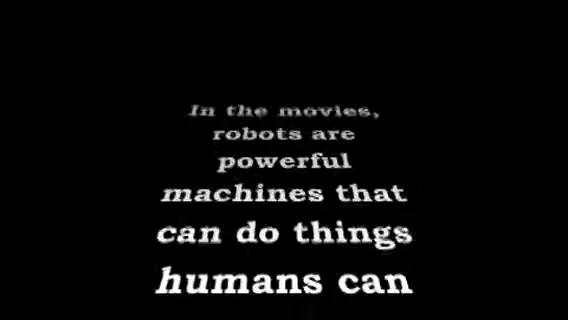 In the movies,
robots are
powerful
machines that
can do things
humans can